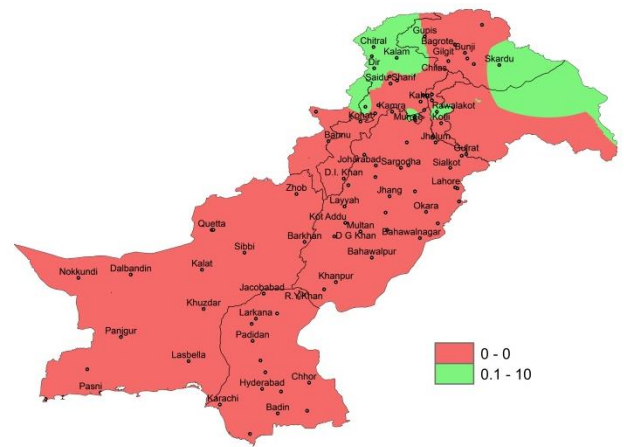 Gupis
Chitral
Bagrote
Bunji
Kalam
Gilgit
Skardu
Dir
Chilas
Saidu Sharif
Kakul
Kamra
Rawalakot
Kohat
Murree
Kotli
Bannu
Jhelum
Gujrat
Joharabad
Sargodha
Sialkot
D.I. Khan
Zhob
Jhang
Lahore
Layyah
Okara
Kot Addu
Quetta
Multan
Barkhan
D G Khan
Bahawalnagar
Sibbi
Bahawalpur
Nokkundi
Dalbandin
Kalat
Khanpur
Jacobabad
R.Y.Khan
Khuzdar
Larkana
Panjgur
Padidan
0 - 0
Lasbella
0.1 - 10
Pasni
Hyderabad
Chhor
Karachi
Badin